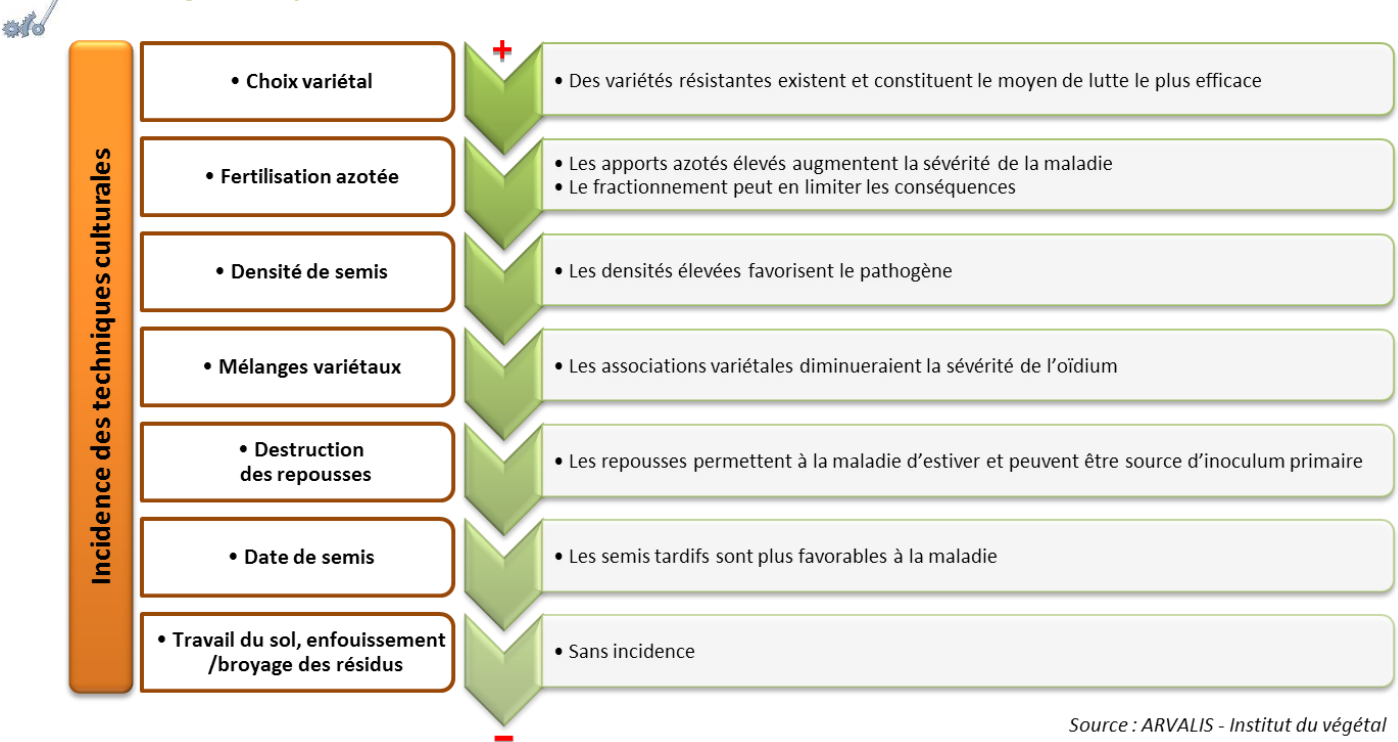 Incidence des techniques culturales
+
• Choix variétal
• Des variétés résistantes existent et constituent le moyen de lutte le plus efficace
• Fertilisation azotée
• Les apports azotés élevés augmentent la sévérité de la maladie
• Le fractionnement peut en limiter les conséquences
• Densité de semis
• Les densités élevées favorisent le pathogène
• Mélanges variétaux
• Les associations variétales diminueraient la sévérité de l’oïdium
• Destruction
des repousses
• Les repousses permettent à la maladie d’estiver et peuvent être source d’inoculum primaire
• Date de semis
• Les semis tardifs sont plus favorables à la maladie
• Travail du sol, enfouissement
/broyage des résidus
• Sans incidence
-
Source : ARVALIS - Institut du végétal